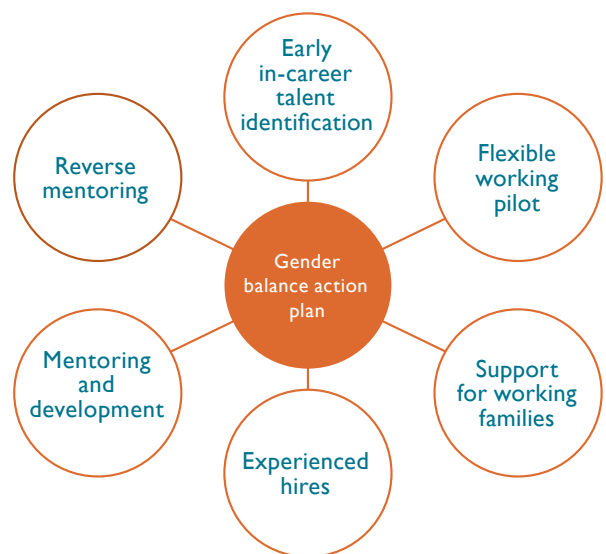 Early
in-career
talent
identification
Flexible
working
pilot
Support
for working
families
Experienced
hires
Mentoring
and
development
Reverse
mentoring
Gender
balance action
plan